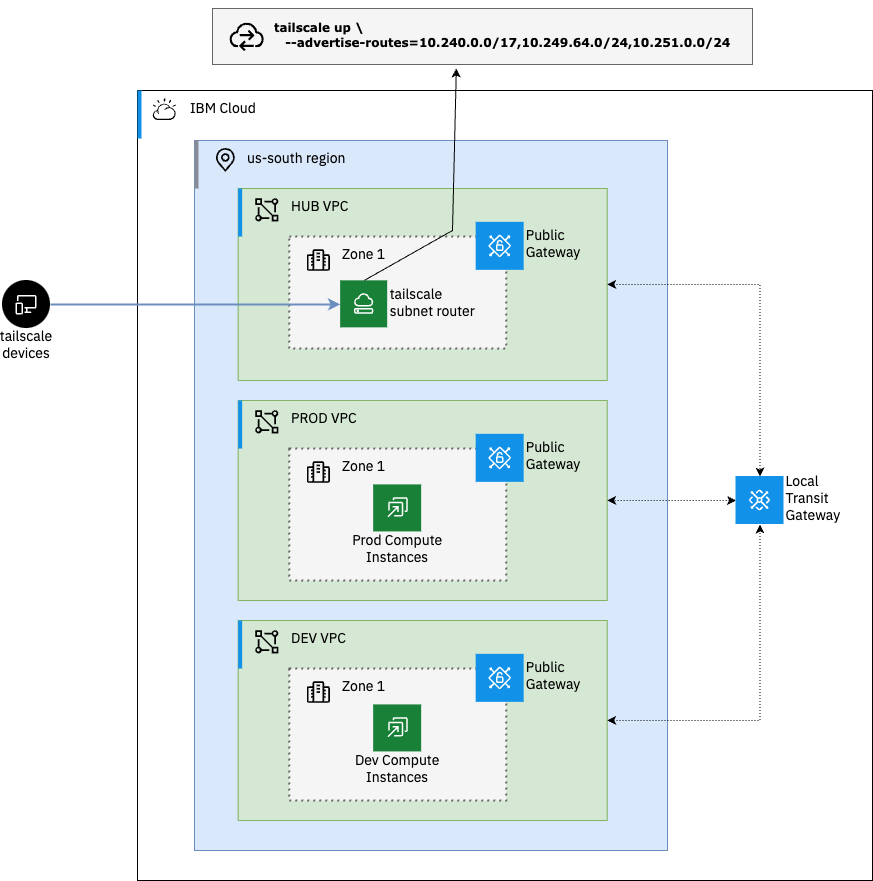 tailscale up \
--advertise-routes=10.240.0.0/17,10.249.64.0/24,10.251.0.0/24
IBM Cloud
us-south region
HUB VPC
Public
Gateway
Zone 1
tailscale
subnet router
tailscale
devices
PROD VPC
Public
Gateway
Zone 1
Prod Compute
Instances
Local
Transit
Gateway
DEV VPC
Public
Gateway
Zone 1
Dev Compute
Instances